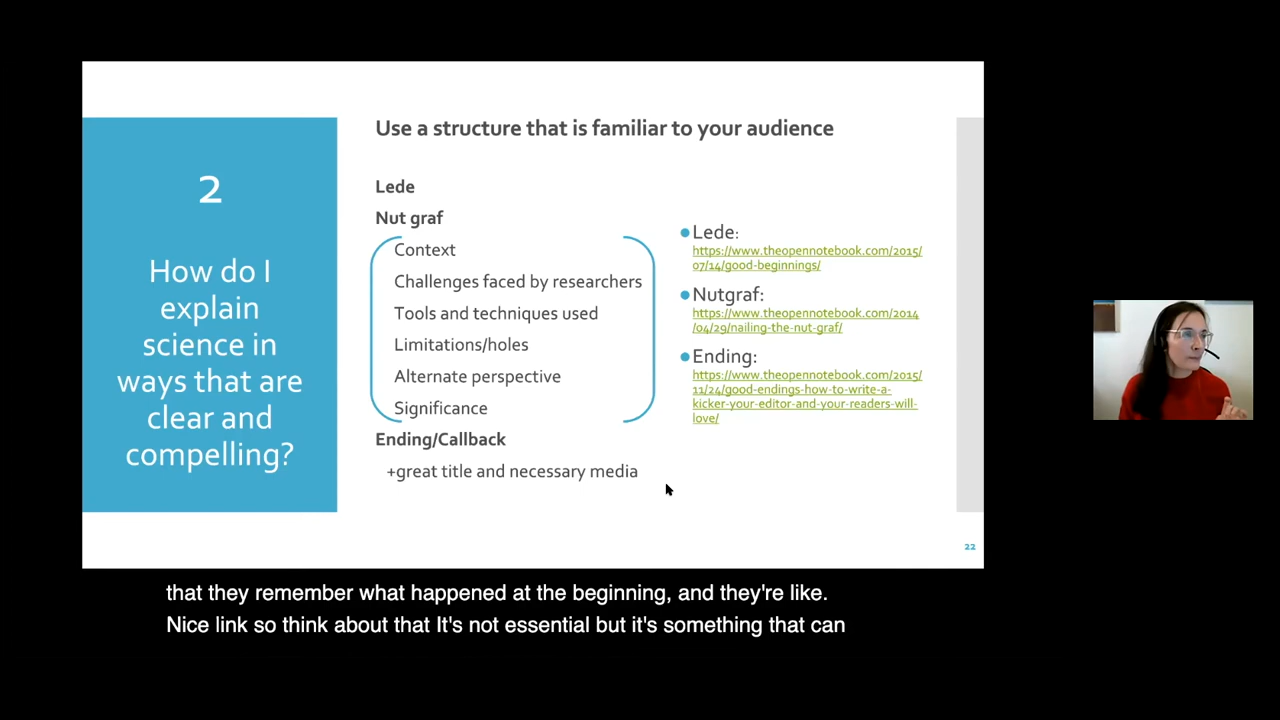 2
How do I
explain
science in
ways that are
clear and
compelling?
Use a structure that is familiar to your audience
Lede
Nut graf
Context
Challenges faced by researchers
Tools and techniques used
Limitations/holes
Alternate perspective
Significance
Ending/Callback
+great title and necessary media
Lede:
https://www.theopennotebook.com/2015/
07/14/good-beginnings/
Nutgraf:
https://www.theopennotebook.com/2014
/04/29/nailing-the-nut-graf/
Ending:
https://www.theopennotebook.com/2015/
11/24/good-endings-how-to-write-a-
kicker-your-editor-and-your-readers-will-
love/
22
that they remember what happened at the beginning, and they're like.
Nice link so think about that It's not essential but it's something that can